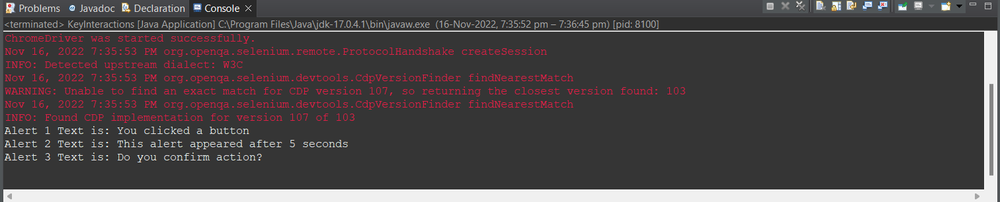 Problems @ Javadoc Declaration Console
<terminated> KeyInteractions [Java Application] C:\Program Files\Java\jdk-17.0.4.1\bin\javaw.exe (16-Nov-2022, 7:35:52 pm – 7:36:45 pm) [pid: 8100]
ChromeDriver was started successfully.
Nov 16, 2022 7:35:53 PM org.openqa.selenium.remote.ProtocolHandshake createSession
INFO: Detected upstream dialect: W3C
Nov 16, 2022 7:35:53 PM org.openqa.selenium.devtools.CdpVersionFinder findNearestMatch
WARNING: Unable to find an exact match for CDP version 107, so returning the closest version found: 103
Nov 16, 2022 7:35:53 PM org.openqa.selenium.devtools.CdpVersionFinder findNearestMatch
INFO: Found CDP implementation for version 107 of 103
Alert 1 Text is: You clicked a button
Alert 2 Text is: This alert appeared after 5 seconds
Alert 3 Text is: Do you confirm action?